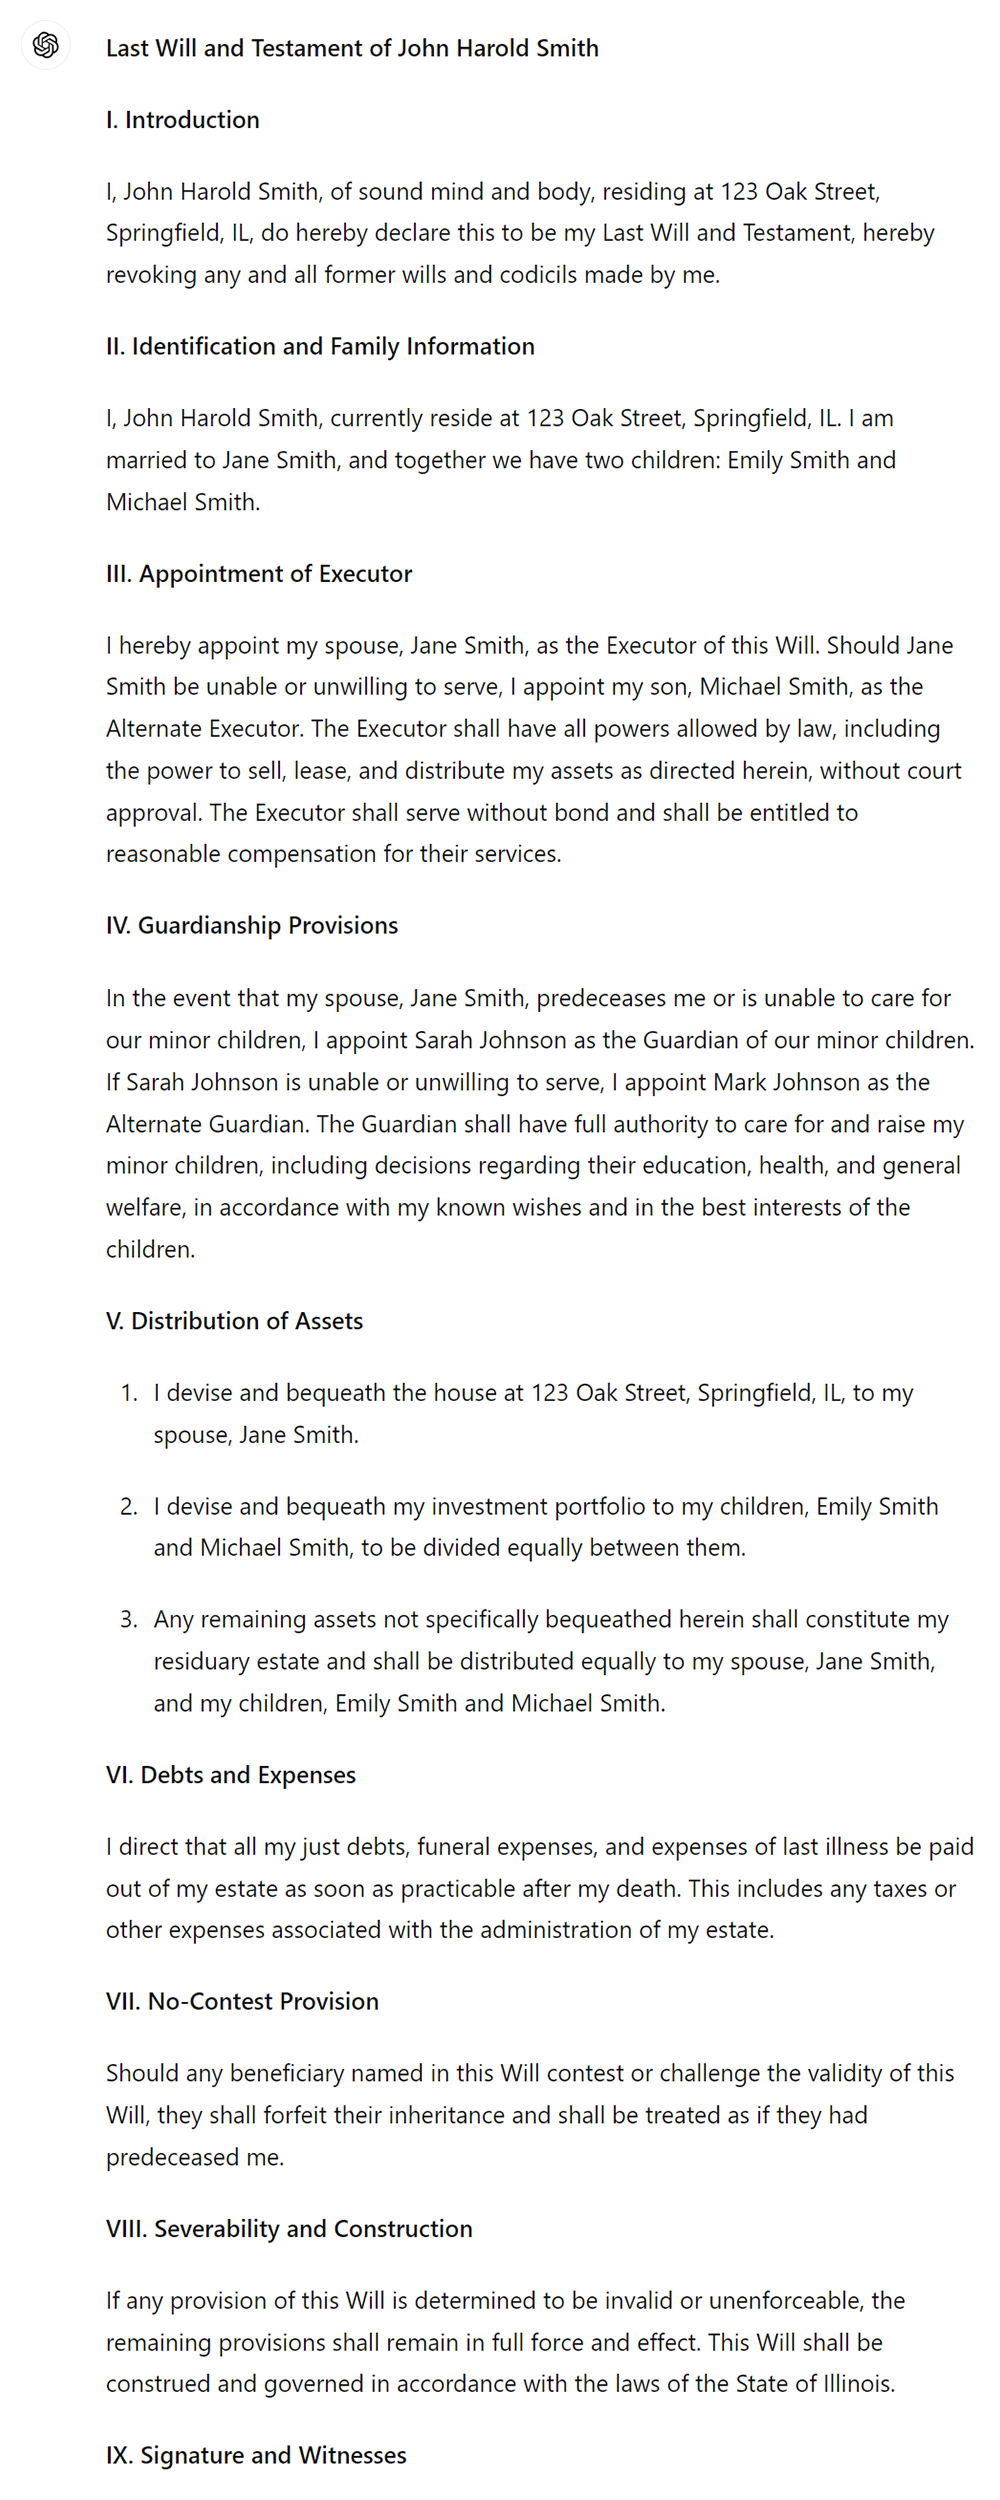 Last Will and Testament of John Harold Smith
I. Introduction
I, John Harold Smith, of sound mind and body, residing at 123 Oak Street,
Springfield, IL, do hereby declare this to be my Last Will and Testament, hereby
revoking any and all former wills and codicils made by me.
II. Identification and Family Information
I, John Harold Smith, currently reside at 123 Oak Street, Springfield, IL. I am
married to Jane Smith, and together we have two children: Emily Smith and
Michael Smith.
III. Appointment of Executor
I hereby appoint my spouse, Jane Smith, as the Executor of this Will. Should Jane
Smith be unable or unwilling to serve, I appoint my son, Michael Smith, as the
Alternate Executor. The Executor shall have all powers allowed by law, including
the power to sell, lease, and distribute my assets as directed herein, without court
approval. The Executor shall serve without bond and shall be entitled to
reasonable compensation for their services.
IV. Guardianship Provisions
In the event that my spouse, Jane Smith, predeceases me or is unable to care for
our minor children, I appoint Sarah Johnson as the Guardian of our minor children.
If Sarah Johnson is unable or unwilling to serve, I appoint Mark Johnson as the
Alternate Guardian. The Guardian shall have full authority to care for and raise my
minor children, including decisions regarding their education, health, and general
welfare, in accordance with my known wishes and in the best interests of the
children.
V. Distribution of Assets
1. I devise and bequeath the house at 123 Oak Street, Springfield, IL, to my
spouse, Jane Smith.
2. I devise and bequeath my investment portfolio to my children, Emily Smith
and Michael Smith, to be divided equally between them.
3. Any remaining assets not specifically bequeathed herein shall constitute my
residuary estate and shall be distributed equally to my spouse, Jane Smith,
and my children, Emily Smith and Michael Smith.
VI. Debts and Expenses
I direct that all my just debts, funeral expenses, and expenses of last illness be paid
out of my estate as soon as practicable after my death. This includes any taxes or
other expenses associated with the administration of my estate.
VII. No-Contest Provision
Should any beneficiary named in this Will contest or challenge the validity of this
Will, they shall forfeit their inheritance and shall be treated as if they had
predeceased me.
VIII. Severability and Construction
If any provision of this Will is determined to be invalid or unenforceable, the
remaining provisions shall remain in full force and effect. This Will shall be
construed and governed in accordance with the laws of the State of Illinois.
IX. Signature and Witnesses